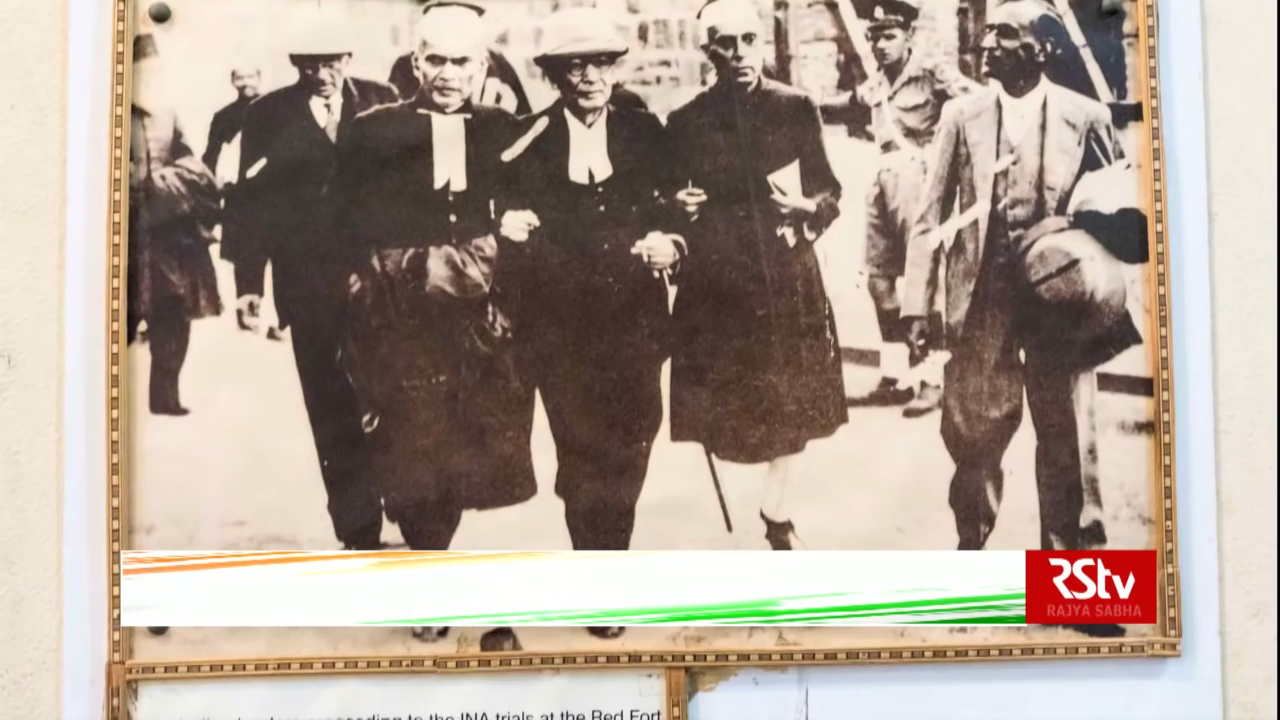 RStv
RAJYA SABHA
proceeding to the INA trials at the Red Fort